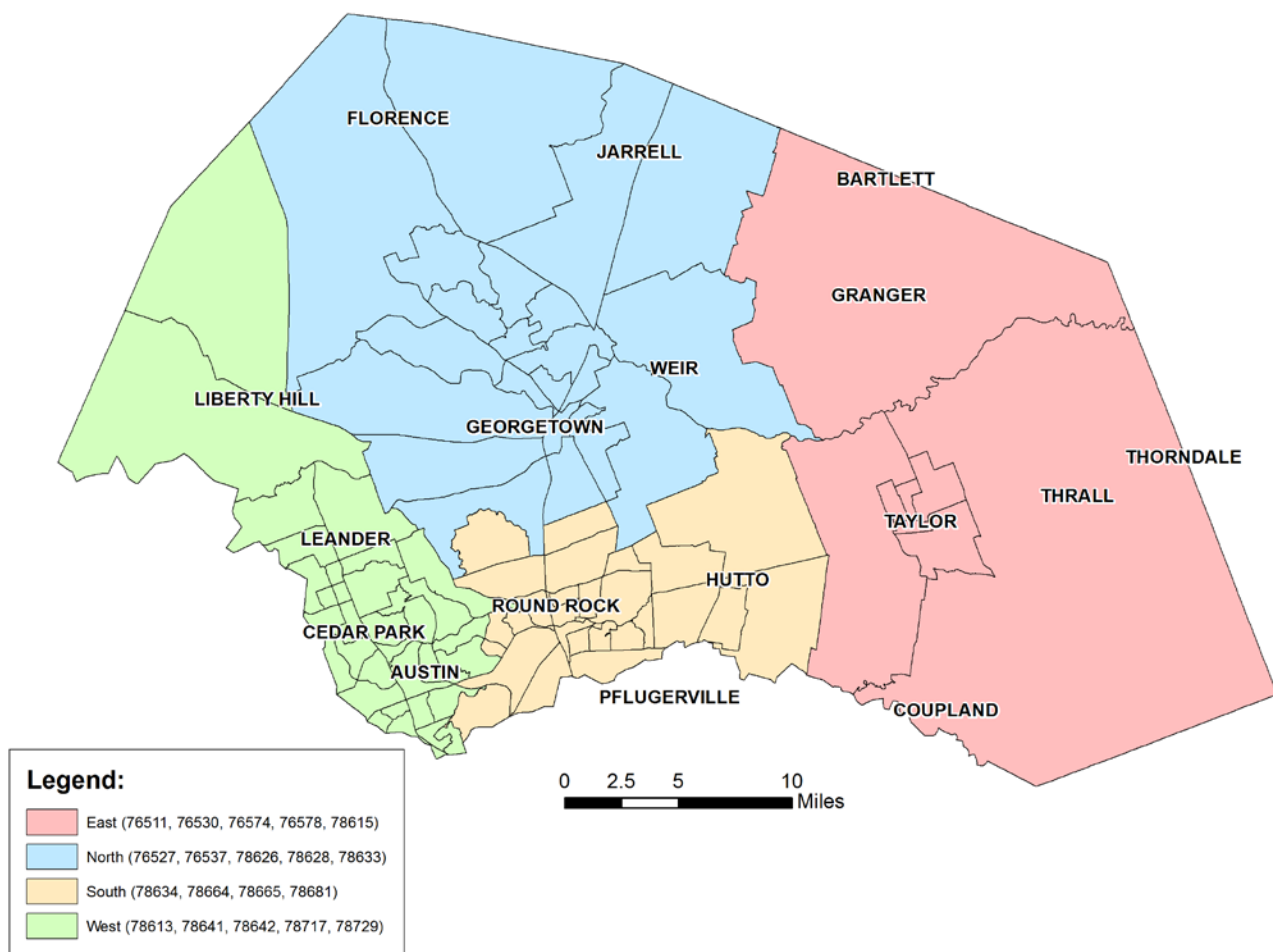 FLORENCE
JARRELL
BARTLETT
GRANGER
WEIR
LIBERTY HILL
GEORGETOWN
THORNDALE
THRALL
TAYLOR
LEANDER
HUTTO
ROUND ROCK
CEDAR PARK
AUSTIN
PFLUGERVILLE
COUPLAND
0 2.5 5 10
Miles
Legend:
East (76511, 76530, 76574, 76578, 78615)
North (76527, 76537, 78626, 78628, 78633)
South (78634, 78664, 78665, 78681)
West (78613, 78641, 78642, 78717, 78729)